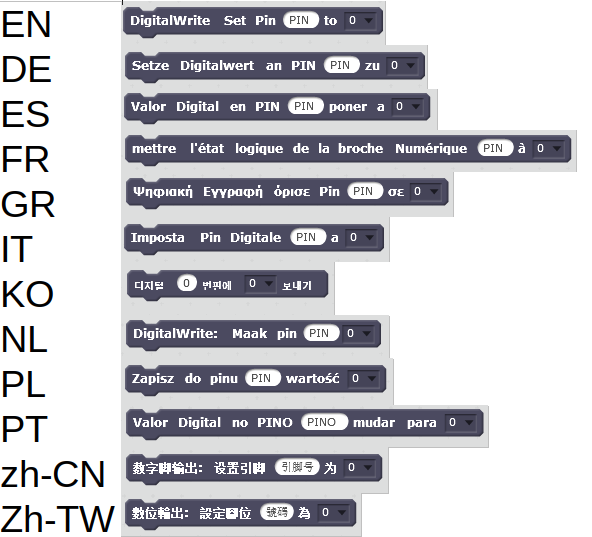 EN DigitalWrite Set Pin PIN to 0
DE Setze Digitalwert an PIN PIN zu 0
ES Valor Digital en PIN PIN poner a 0
FR mettre l'état logique de la broche Numérique PIN à 0
GR Ψηφιακή Εγγραφή όρισε Pin PIN σε 0
IT Imposta Pin Digitale PIN a 0
KO 디지털 0 번핀에 0 보내기
NL DigitalWrite: Maak pin PIN 0
PL Zapisz do pinu PIN wartość 0
PT Valor Digital no PINO PINO mudar para 0
zh-CN 数字脚输出: 设置引脚 引脚号 为 0
Zh-TW 數位輸出: 設定腳位 號碼 為 0